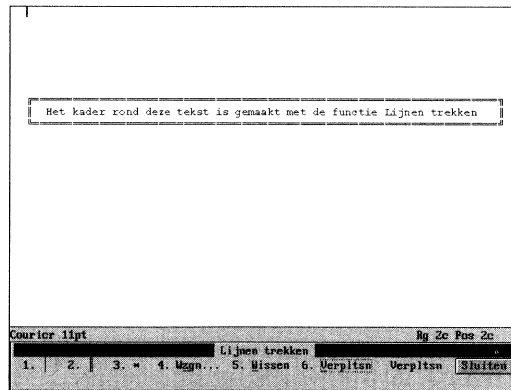 Het kader rond deze tekst is gemaakt met de functie Lijnen trekken
Courier 11pt Rg 2c Pos 2c
Lijnen trekken
1. │ 2. ║ 3. * 4. Wzgn... 5. Wissen 6. Verpltsn Verpltsn Sluiten